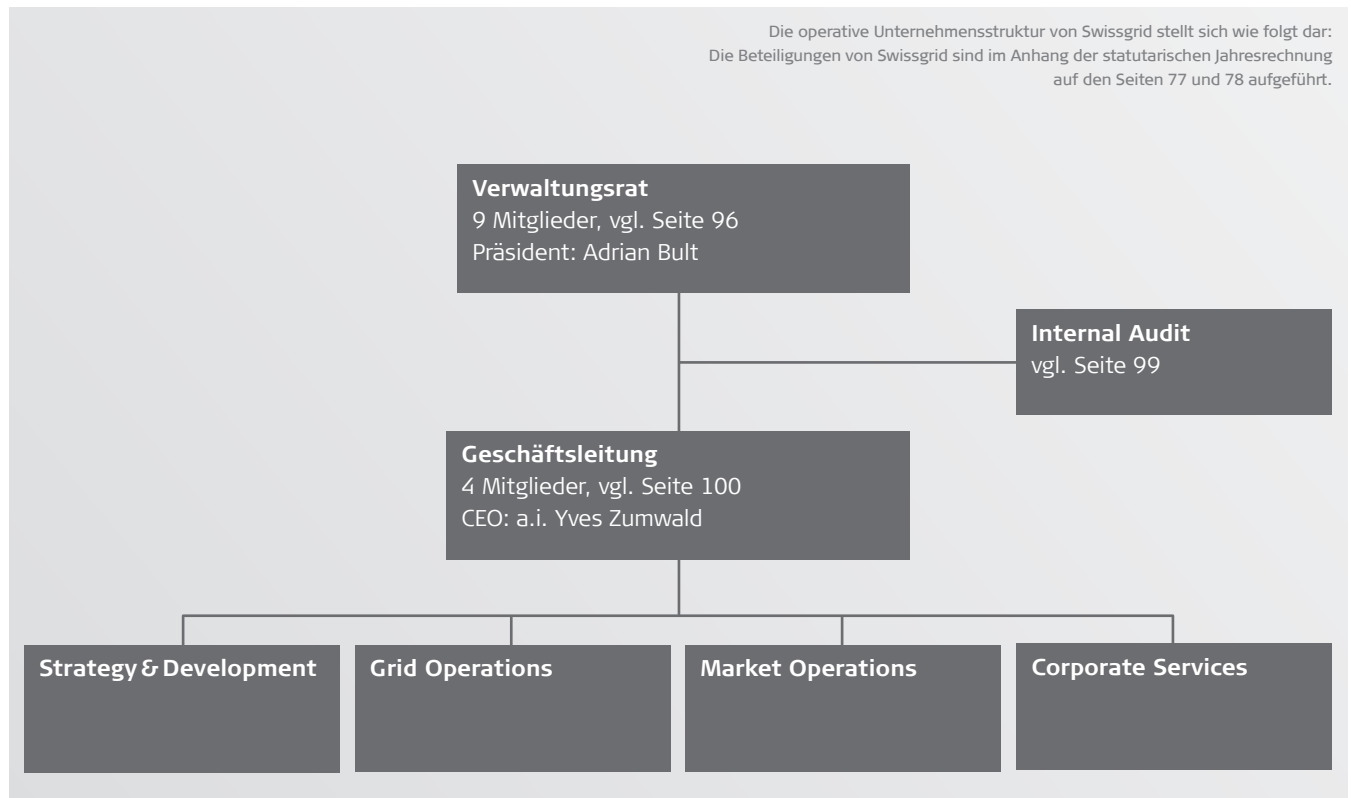 Die operative Unternehmensstruktur von Swissgrid stellt sich wie folgt dar:
Die Beteiligungen von Swissgrid sind im Anhang der statutarischen Jahresrechnung
auf den Seiten 77 und 78 aufgeführt.
Verwaltungsrat
9 Mitglieder, vgl. Seite 96
Präsident: Adrian Bult
Internal Audit
vgl. Seite 99
Geschäftsleitung
4 Mitglieder, vgl. Seite 100
CEO: a.i. Yves Zumwald
Strategy & Development
Grid Operations
Market Operations
Corporate Services